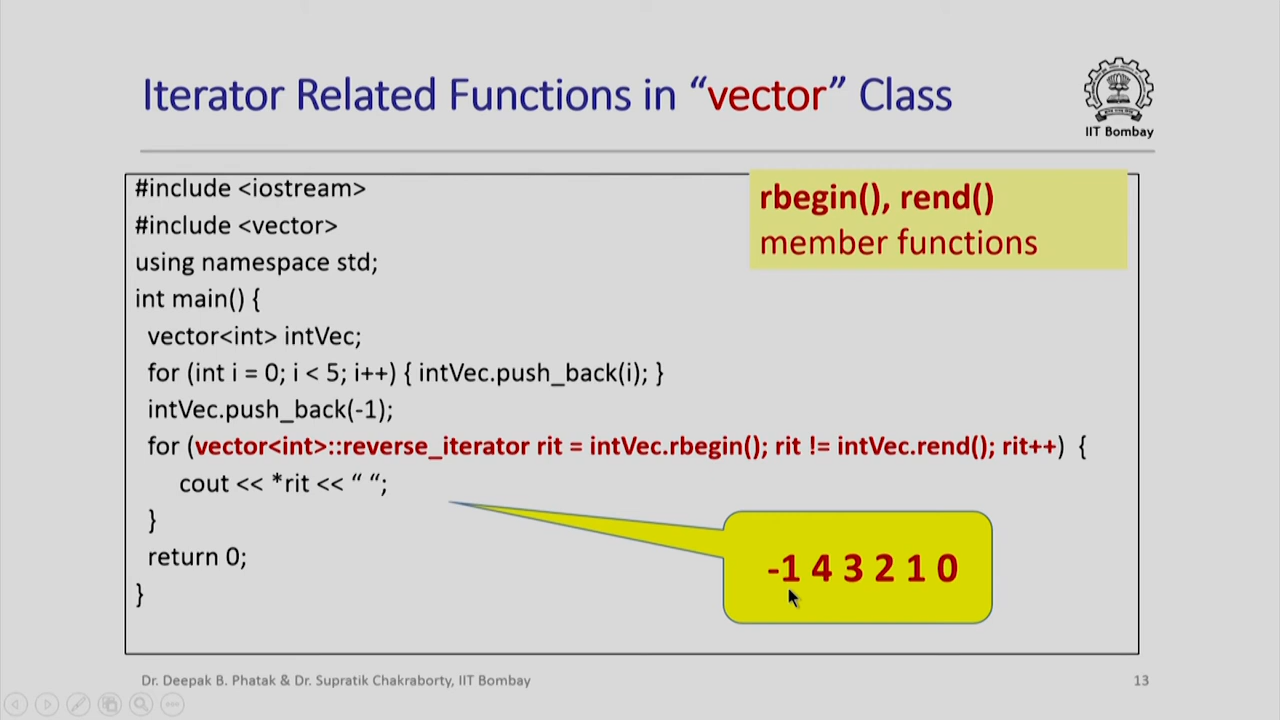 Iterator Related Functions in “vector” Class
IIT Bombay
rbegin(), rend()
member functions
#include <iostream>
#include <vector>
using namespace std;
int main() {
vector<int> intVec;
for (int i = 0; i < 5; i++) { intVec.push_back(i); }
intVec.push_back(-1);
for (vector<int>::reverse_iterator rit = intVec.rbegin(); rit != intVec.rend(); rit++) {
cout << *rit << “ “;
}
return 0;
}
-1 4 3 2 1 0
Dr. Deepak B. Phatak & Dr. Supratik Chakraborty, IIT Bombay
13